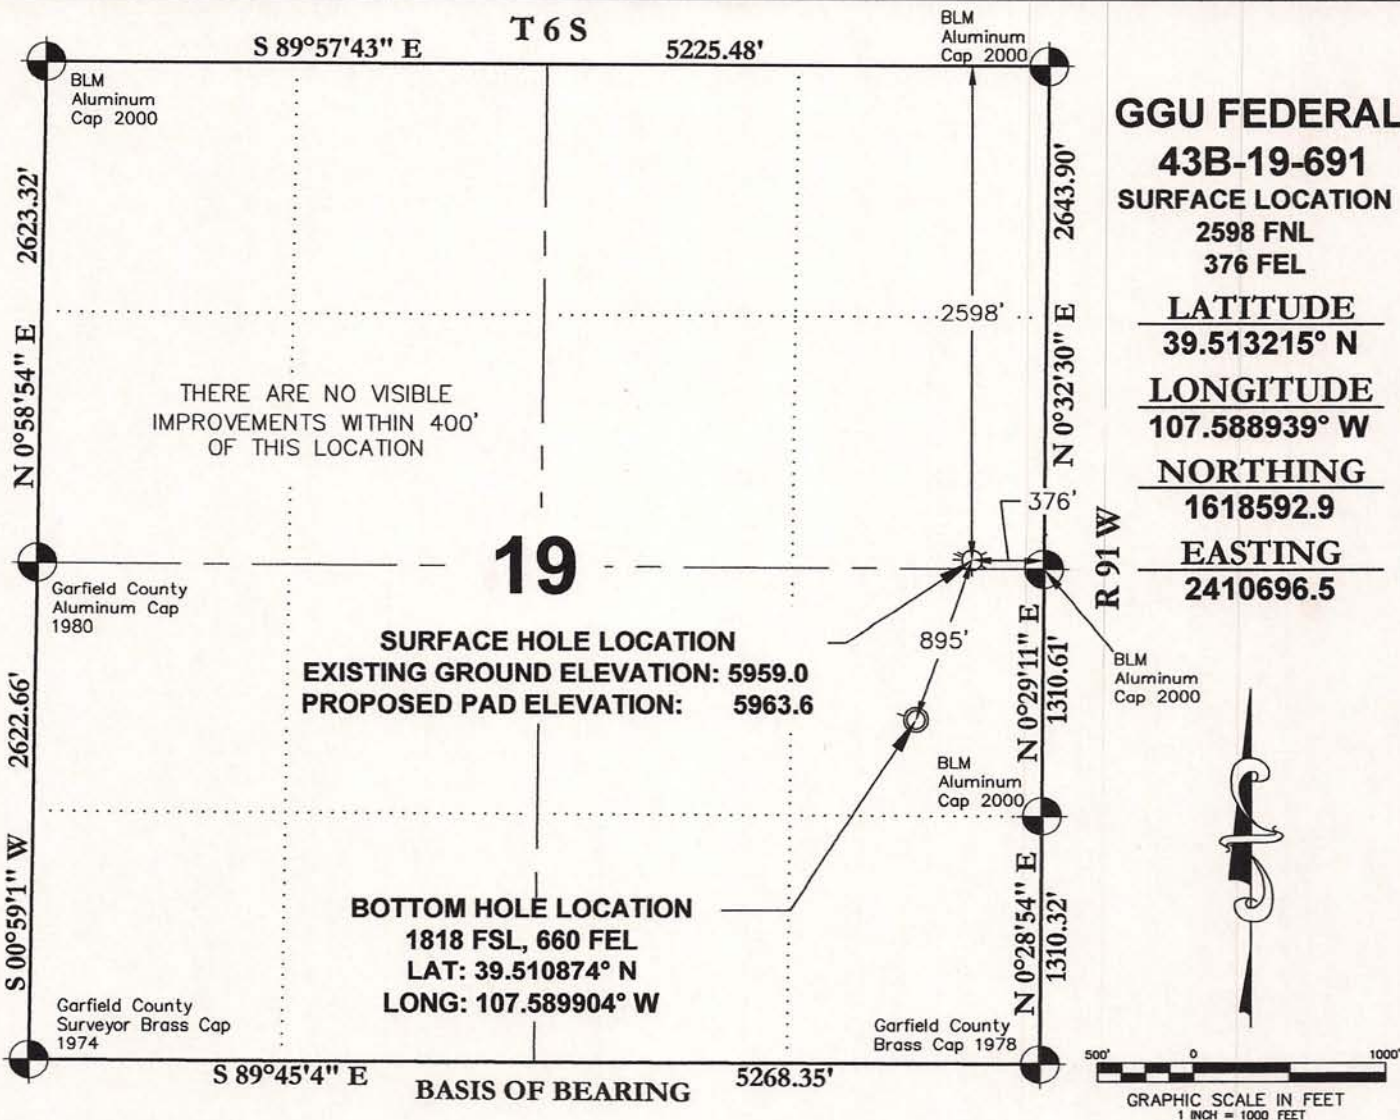 T 6 S
S 89°57'43" E
5225.48'
BLM
Aluminum
Cap 2000
BLM
Aluminum
Cap 2000
N 0°58'54" E
2623.32'
2643.90'
N 0°32'30" E
2598'
THERE ARE NO VISIBLE
IMPROVEMENTS WITHIN 400'
OF THIS LOCATION
376'
19
Garfield County
Aluminum Cap
1980
SURFACE HOLE LOCATION
EXISTING GROUND ELEVATION: 5959.0
PROPOSED PAD ELEVATION: 5963.6
895'
N 0°29'11" E
1310.61'
R 91 W
BLM
Aluminum
Cap 2000
BLM
Aluminum
Cap 2000
S 00°59'1" W
2622.66'
BOTTOM HOLE LOCATION
1818 FSL, 660 FEL
LAT: 39.510874° N
LONG: 107.589904° W
N 0°28'54" E
1310.32'
Garfield County
Surveyor Brass Cap
1974
Garfield County
Brass Cap 1978
S 89°45'4" E
BASIS OF BEARING
5268.35'
GGU FEDERAL
43B-19-691
SURFACE LOCATION
2598 FNL
376 FEL
LATITUDE
39.513215° N
LONGITUDE
107.588939° W
NORTHING
1618592.9
EASTING
2410696.5
500' 0 1000'
GRAPHIC SCALE IN FEET
1 INCH = 1000 FEET